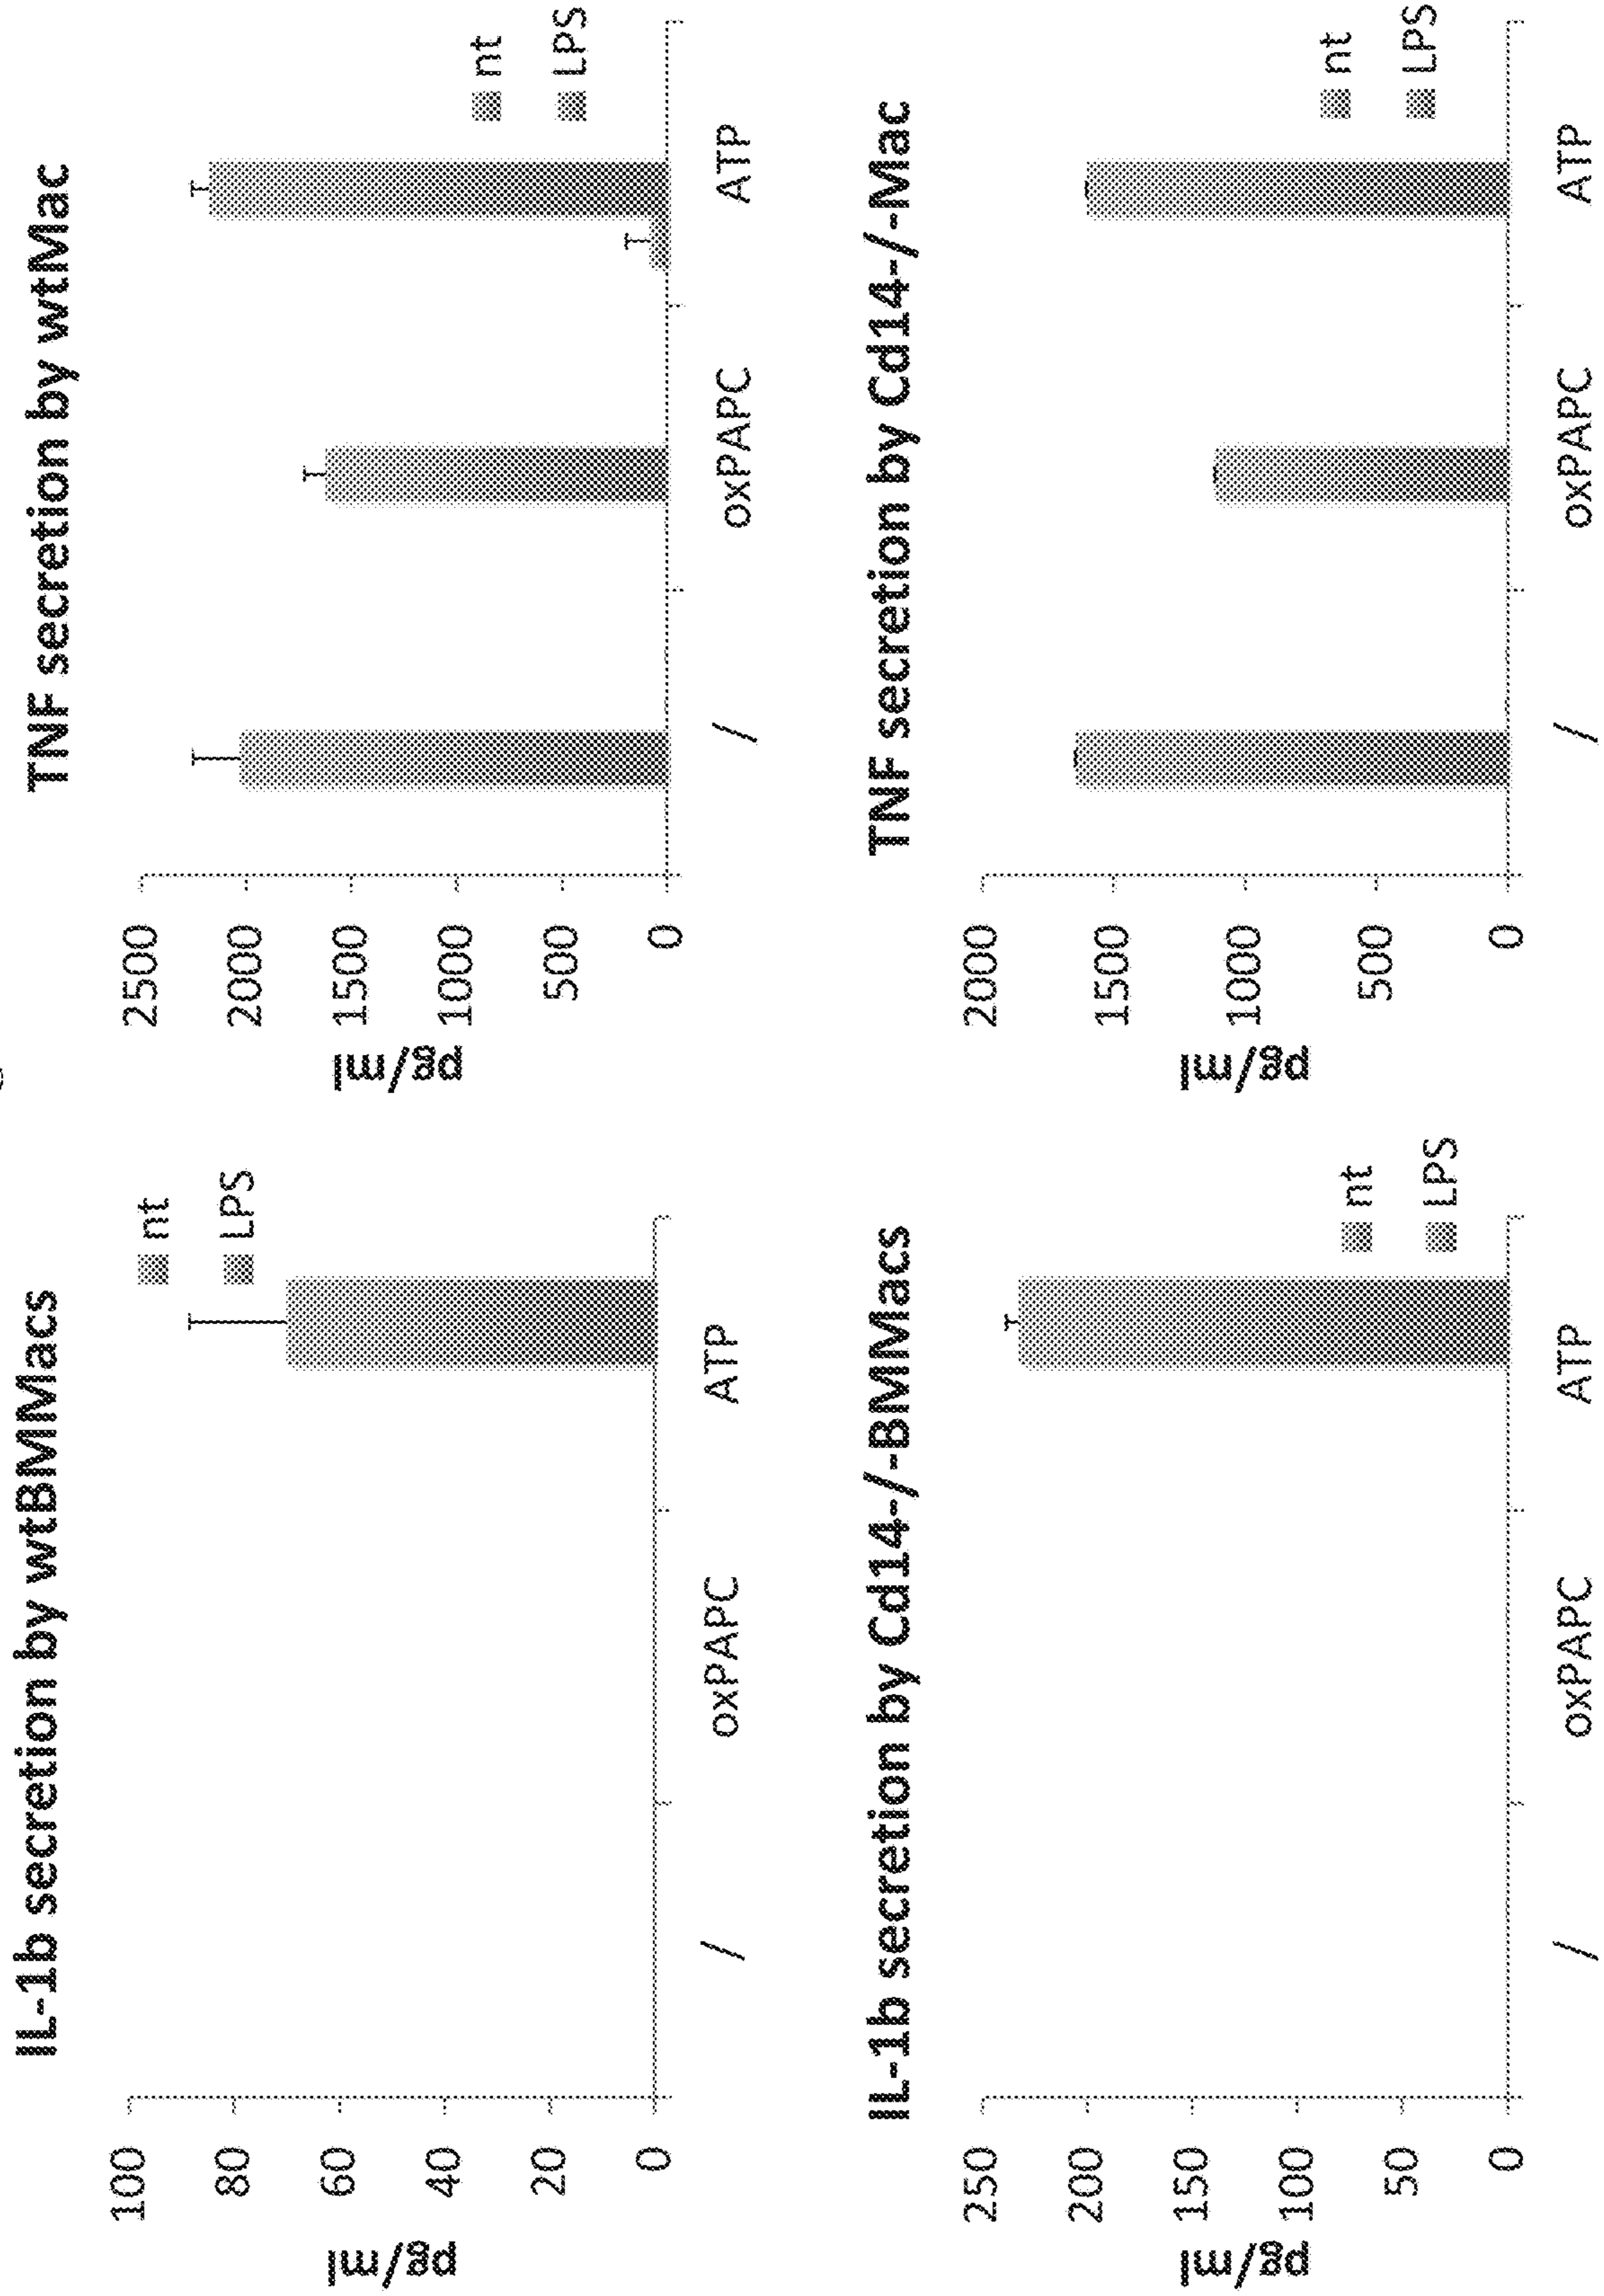 IL-1b secretion by wtBMMacs
pg/ml
100
80
60
40
20
0
/
oxPAPC
ATP
nt
LPS
TNF secretion by wtMac
pg/ml
2500
2000
1500
1000
500
0
/
oxPAPC
ATP
nt
LPS
IL-1b secretion by Cd14-/-BMMacs
pg/ml
250
200
150
100
50
0
/
oxPAPC
ATP
nt
LPS
TNF secretion by Cd14-/-Mac
pg/ml
2000
1500
1000
500
0
/
oxPAPC
ATP
nt
LPS